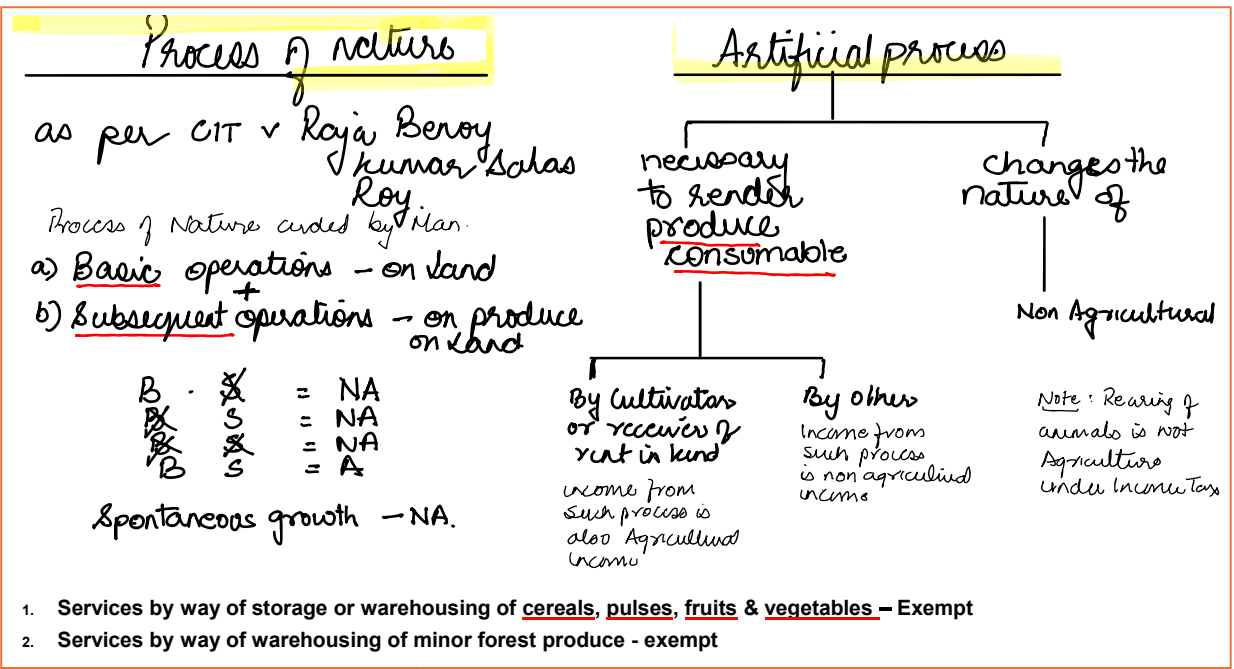 Process of nature
as per CIT v Raja Benoy
kumar Sahas
Roy
Process of Nature aided by Man.
a) Basic operations - on land
+
b) Subsequent operations - on produce
on land
B . S = NA
B S = NA
B S = NA
B S = A
Spontaneous growth - NA.
Artificial process
necessary
to render
produce
consumable
changes the
nature of
Non Agricultural
By Cultivator
or receiver of
rent in kind
income from
such process is
also Agricultural
income
By others
Income from
such process
is non agricultural
income
Note: Rearing of
animals is not
Agriculture
under Income Tax
1. Services by way of storage or warehousing of cereals, pulses, fruits & vegetables – Exempt
2. Services by way of warehousing of minor forest produce - exempt